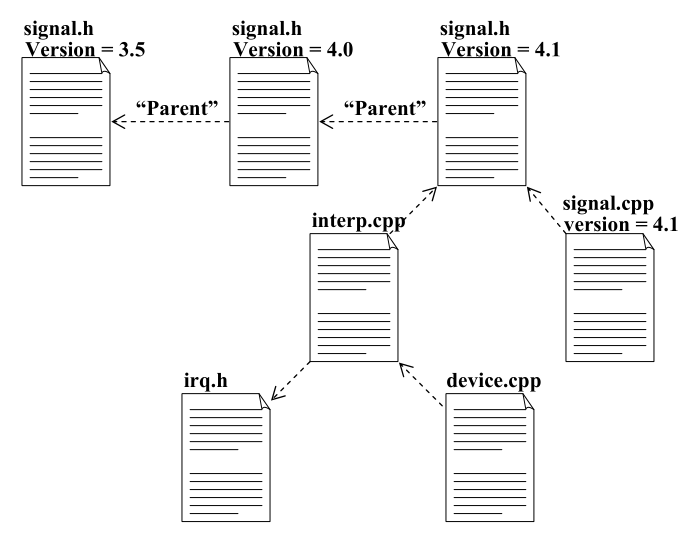 signal.h
Version = 3.5
signal.h
Version = 4.0
signal.h
Version = 4.1
“Parent”
“Parent”
signal.cpp
version = 4.1
interp.cpp
irq.h
device.cpp